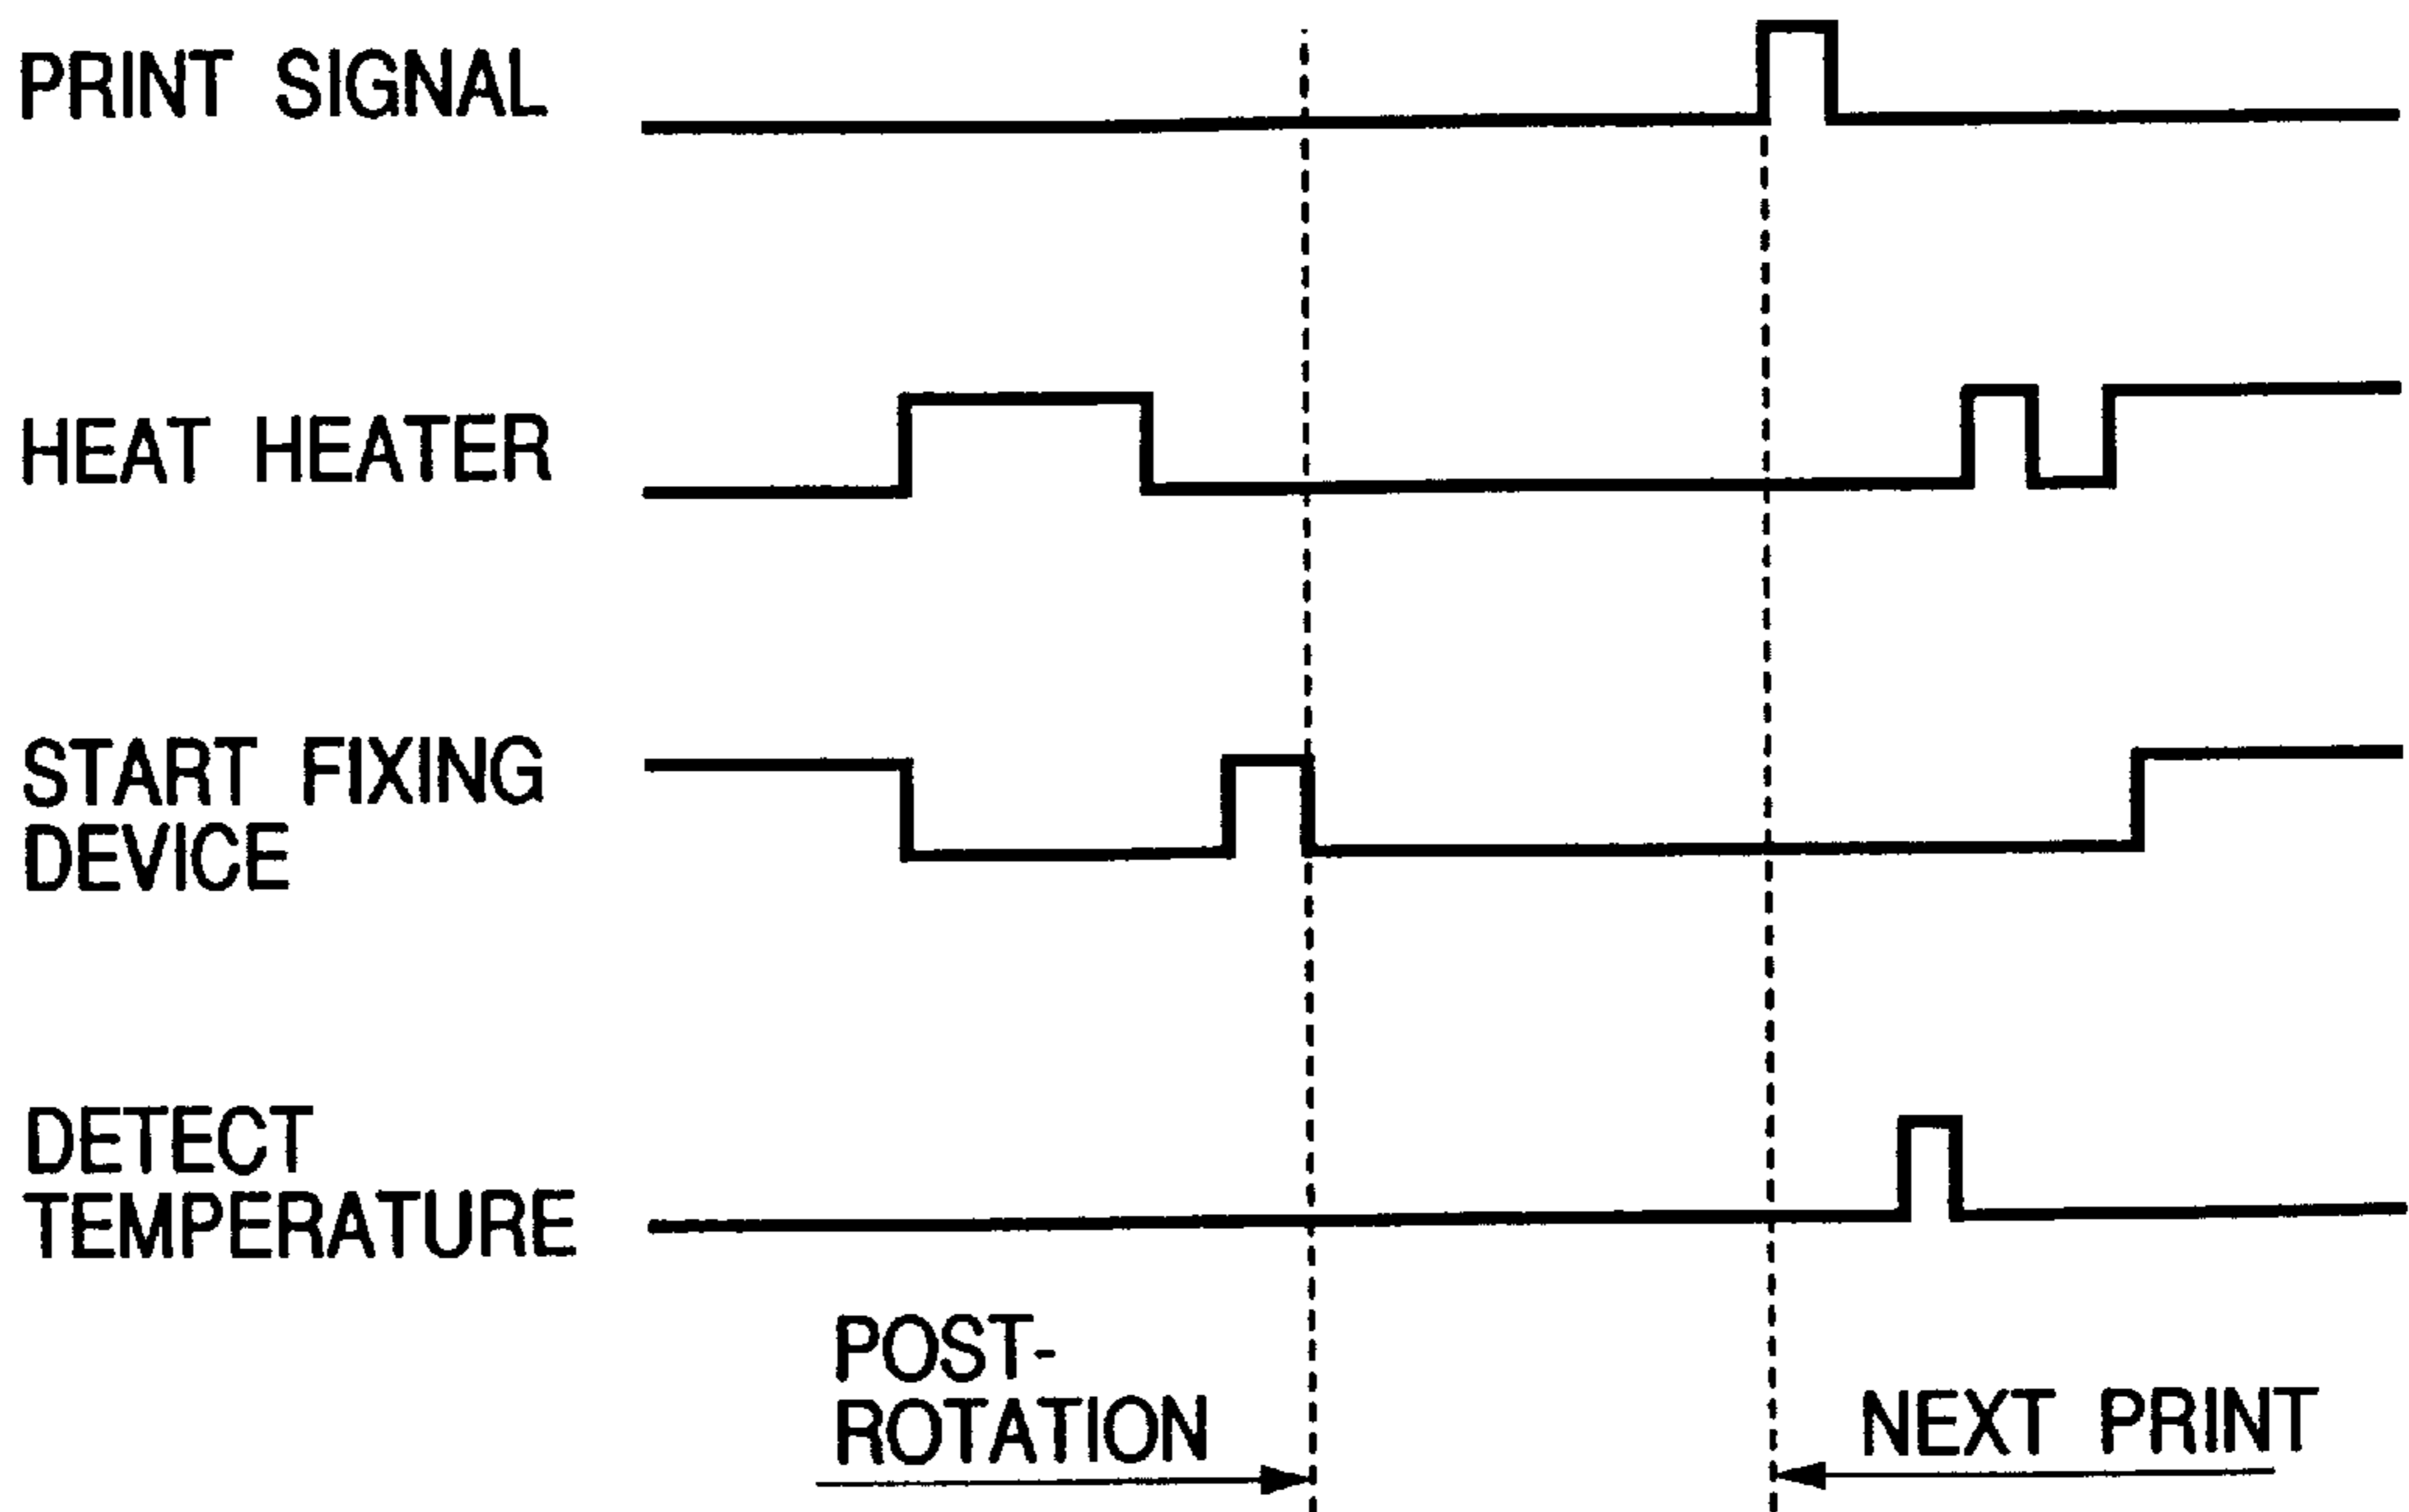 PRINT SIGNAL
HEAT HEATER
START FIXING
DEVICE
DETECT
TEMPERATURE
POST-
ROTATION
NEXT PRINT